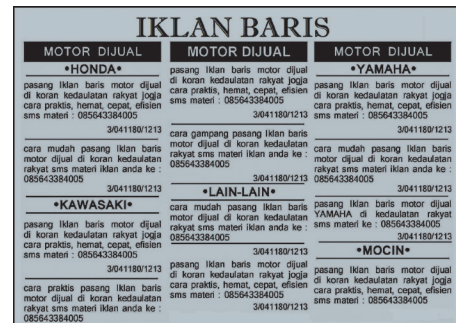 IKLAN BARIS
MOTOR DIJUAL
•HONDA•
pasang Iklan baris motor dijual
di koran kedaulatan rakyat jogja
cara praktis, hemat, cepat, efisien
sms materi : 085643384005
3/041180/1213
cara mudah pasang Iklan baris
motor dijual di koran kedaulatan
rakyat sms materi iklan anda ke :
085643384005
3/041180/1213
•KAWASAKI•
pasang Iklan baris motor dijual
di koran kedaulatan rakyat jogja
cara praktis, hemat, cepat, efisien
sms materi : 085643384005
3/041180/1213
cara praktis pasang Iklan baris
motor dijual di koran kedaulatan
rakyat sms materi iklan anda ke :
085643384005
MOTOR DIJUAL
pasang Iklan baris motor dijual
di koran kedaulatan rakyat jogja
cara praktis, hemat, cepat, efisien
sms materi : 085643384005
3/041180/1213
cara gampang pasang Iklan baris
motor dijual di koran kedaulatan
rakyat sms materi iklan anda ke :
085643384005
3/041180/1213
•LAIN-LAIN•
cara mudah pasang Iklan baris
motor dijual di koran kedaulatan
rakyat sms materi iklan anda ke :
085643384005
3/041180/1213
pasang Iklan baris motor dijual
di koran kedaulatan rakyat jogja
cara praktis, hemat, cepat, efisien
sms materi : 085643384005
3/041180/1213
MOTOR DIJUAL
•YAMAHA•
pasang Iklan baris motor dijual
di koran kedaulatan rakyat jogja
cara praktis, hemat, cepat, efisien
sms materi : 085643384005
3/041180/1213
cara mudah pasang Iklan baris
motor dijual di koran kedaulatan
rakyat sms materi iklan anda ke :
085643384005
3/041180/1213
pasang Iklan baris motor dijual
YAMAHA di kedaulatan rakyat
sms materi : 085643384005
3/041180/1213
•MOCIN•
pasang Iklan baris motor dijual
di koran kedaulatan rakyat jogja
cara praktis, hemat, cepat, efisien
sms materi : 085643384005
3/041180/1213